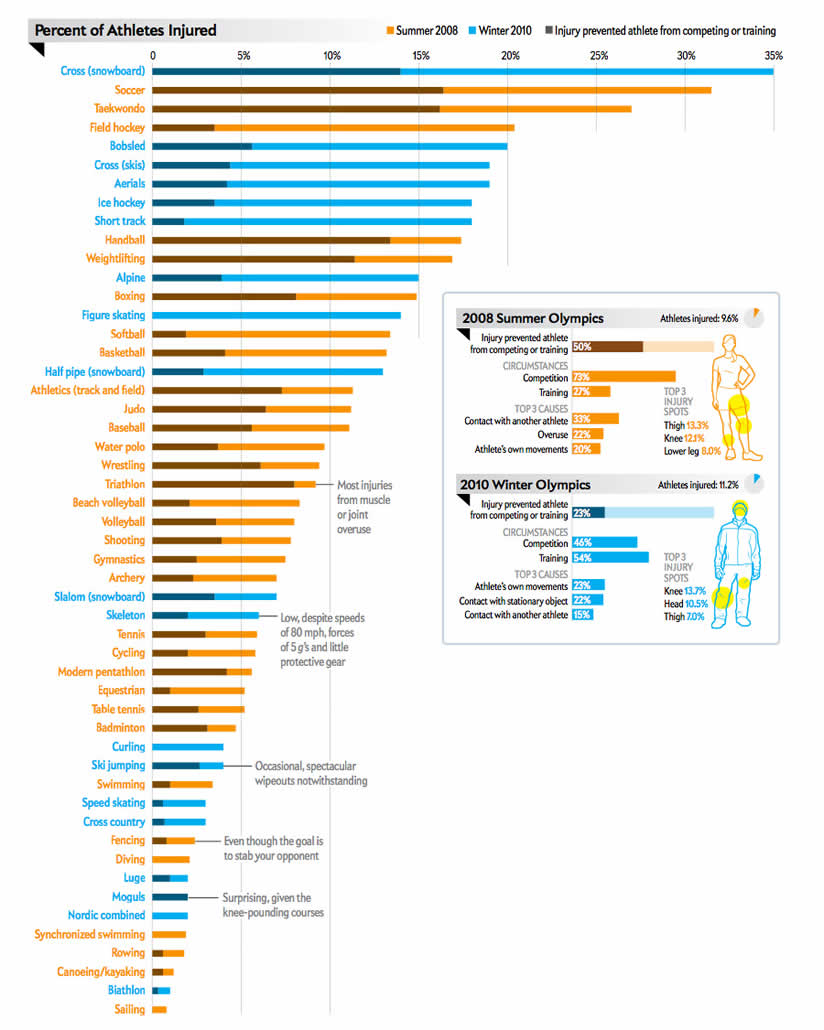 Percent of Athletes Injured
Summer 2008 Winter 2010 Injury prevented athlete from competing or training
0 5% 10% 15% 20% 25% 30% 35%
Cross (snowboard)
Soccer
Taekwondo
Field hockey
Bobsled
Cross (skis)
Aerials
Ice hockey
Short track
Handball
Weightlifting
Alpine
Boxing
Figure skating
Softball
Basketball
Half pipe (snowboard)
Athletics (track and field)
Judo
Baseball
Water polo
Wrestling
Triathlon
Most injuries
from muscle
or joint
overuse
Beach volleyball
Volleyball
Shooting
Gymnastics
Archery
Slalom (snowboard)
Skeleton
Low, despite speeds
of 80 mph, forces
of 5 g's and little
protective gear
Tennis
Cycling
Modern pentathlon
Equestrian
Table tennis
Badminton
Curling
Ski jumping
Occasional, spectacular
wipeouts notwithstanding
Swimming
Speed skating
Cross country
Fencing
Even though the goal is
to stab your opponent
Diving
Luge
Moguls
Surprising, given the
knee-pounding courses
Nordic combined
Synchronized swimming
Rowing
Canoeing/kayaking
Biathlon
Sailing
2008 Summer Olympics Athletes injured: 9.6%
Injury prevented athlete
from competing or training 50%
CIRCUMSTANCES
Competition 73%
Training 27%
TOP 3 CAUSES
Contact with another athlete 33%
Overuse 22%
Athlete's own movements 20%
TOP 3
INJURY
SPOTS
Thigh 13.3%
Knee 12.1%
Lower leg 8.0%
2010 Winter Olympics Athletes injured: 11.2%
Injury prevented athlete
from competing or training 23%
CIRCUMSTANCES
Competition 46%
Training 54%
TOP 3 CAUSES
Athlete's own movements 23%
Contact with stationary object 22%
Contact with another athlete 15%
TOP 3
INJURY
SPOTS
Knee 13.7%
Head 10.5%
Thigh 7.0%